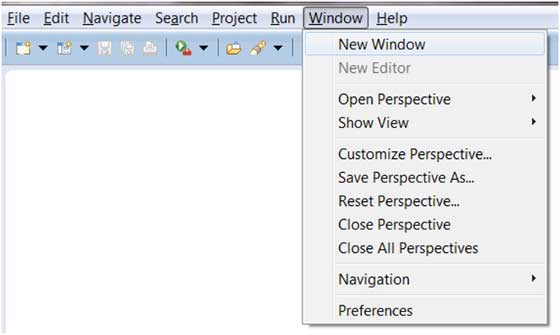 File Edit Navigate Search Project Run Window Help
New Window
New Editor
Open Perspective
Show View
Customize Perspective...
Save Perspective As...
Reset Perspective...
Close Perspective
Close All Perspectives
Navigation
Preferences